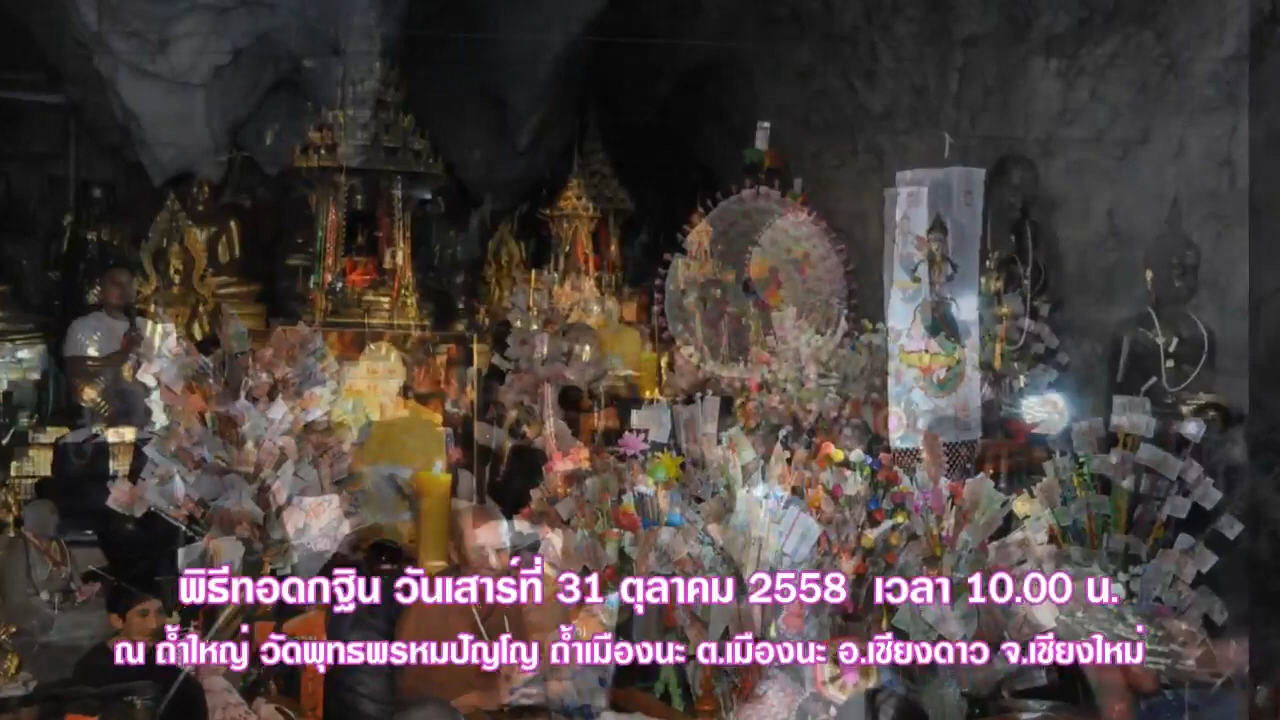 พิธีทอดกฐิน วันเสาร์ที่ 31 ตุลาคม 2558 เวลา 10.00 น.
ณ ถ้ำใหญ่ วัดพุทธพรหมปัญโญ ถ้ำเมืองนะ ต.เมืองนะ อ.เชียงดาว จ.เชียงใหม่